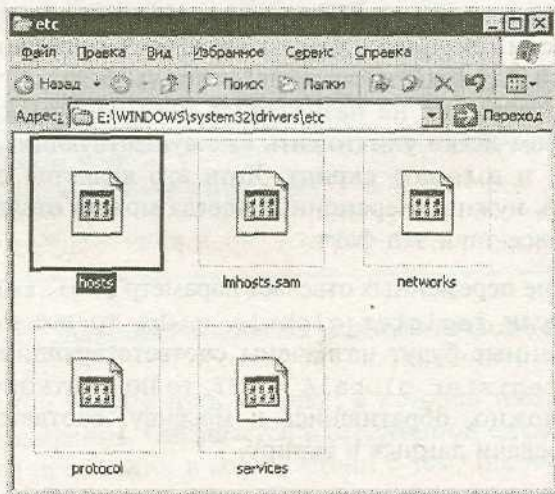 etc
Файл Правка Вид Избранное Сервис Справка
Назад Поиск Папки
Адрес: E:\WINDOWS\system32\drivers\etc Переход
hosts lmhosts.sam networks
protocol services